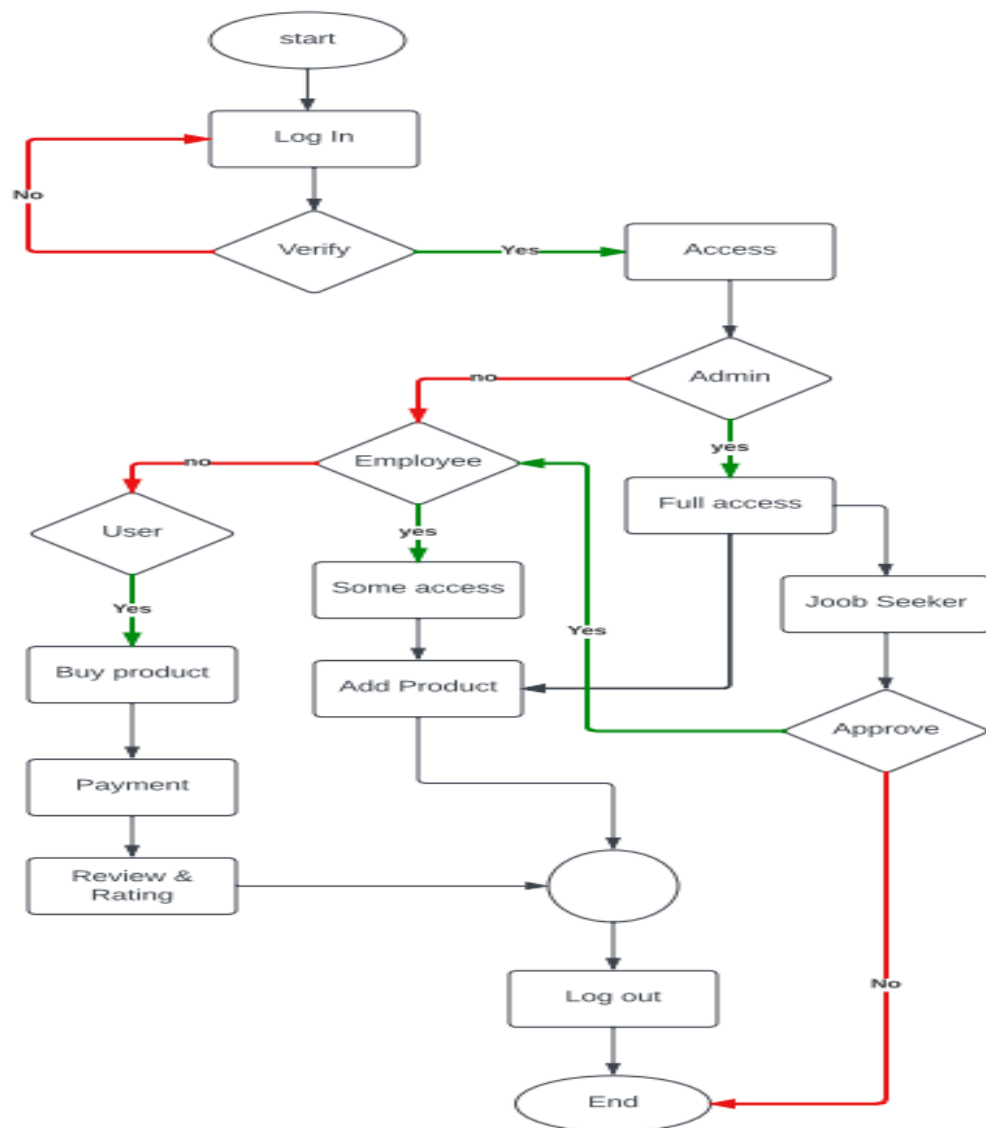 start
Log In
No
Verify
Yes
Access
Admin
no
yes
Employee
no
Full access
User
yes
Some access
Joob Seeker
Yes
Yes
Buy product
Add Product
Approve
Payment
Review &
Rating
Log out
No
End